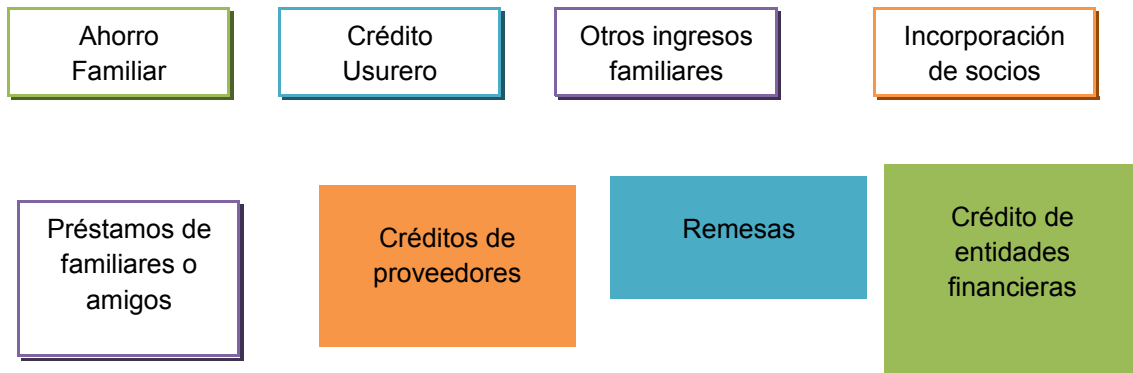 Ahorro
Familiar
Crédito
Usurero
Otros ingresos
familiares
Incorporación
de socios
Préstamos de
familiares o
amigos
Créditos de
proveedores
Remesas
Crédito de
entidades
financieras